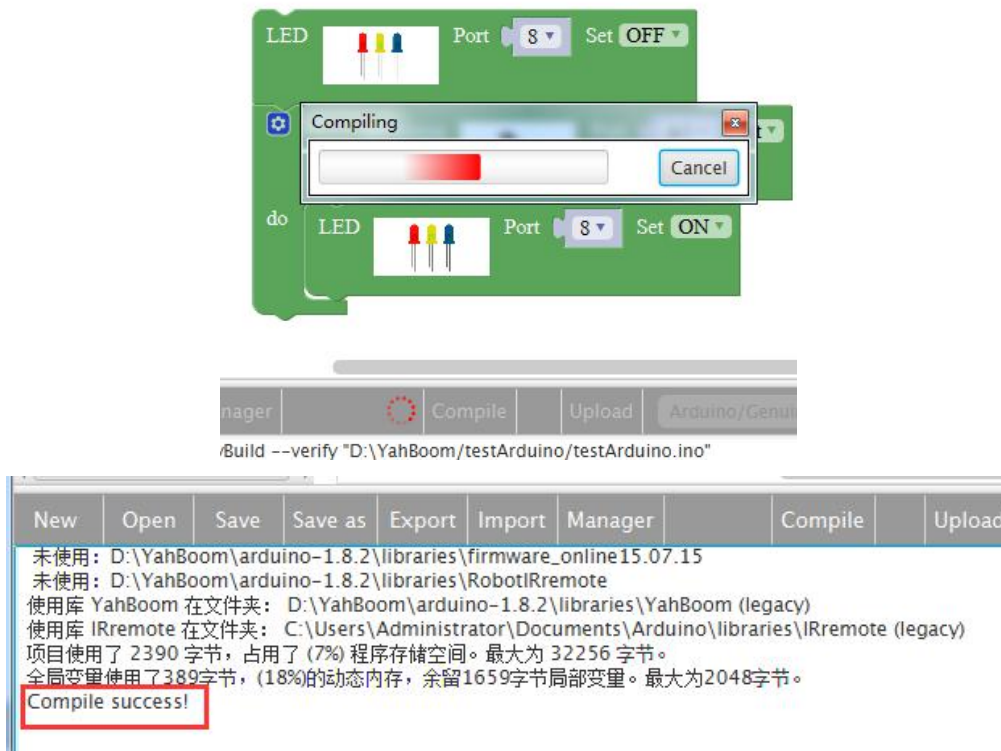 LED Port 8 Set OFF
Compiling
Cancel
do LED Port 8 Set ON
nager Compile Upload Arduino/Genui
/Build --verify "D:\YahBoom/testArduino/testArduino.ino"
New Open Save Save as Export Import Manager Compile Upload
未使用：D:\YahBoom\arduino-1.8.2\libraries\firmware_online15.07.15
未使用：D:\YahBoom\arduino-1.8.2\libraries\RobotIRremote
使用库 YahBoom 在文件夹： D:\YahBoom\arduino-1.8.2\libraries\YahBoom (legacy)
使用库 IRremote 在文件夹： C:\Users\Administrator\Documents\Arduino\libraries\IRremote (legacy)
项目使用了 2390 字节，占用了 (7%) 程序存储空间。最大为 32256 字节。
全局变量使用了389字节，(18%)的动态内存，余留1659字节局部变量。最大为2048字节。
Compile success!